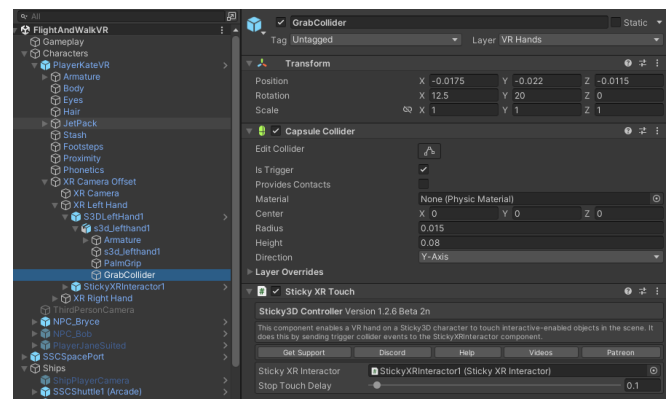 All
FlightAndWalkVR
Gameplay
Characters
PlayerKateVR
Armature
Body
Eyes
Hair
JetPack
Stash
Footsteps
Proximity
Phonetics
XR Camera Offset
XR Camera
XR Left Hand
S3DLeftHand1
s3d_lefthand1
Armature
s3d_lefthand1
PalmGrip
GrabCollider
StickyXRInteractor1
XR Right Hand
ThirdPersonCamera
NPC_Bryce
NPC_Bob
PlayerJaneSuited
SSCSpacePort
Ships
ShipPlayerCamera
SSCShuttle1 (Arcade)
GrabCollider Static
Tag Untagged Layer VR Hands
Transform
Position X -0.0175 Y -0.022 Z -0.0115
Rotation X 12.5 Y 20 Z 0
Scale X 1 Y 1 Z 1
Capsule Collider
Edit Collider
Is Trigger
Provides Contacts
Material None (Physic Material)
Center X 0 Y 0 Z 0
Radius 0.015
Height 0.08
Direction Y-Axis
Layer Overrides
# Sticky XR Touch
Sticky3D Controller Version 1.2.6 Beta 2n
This component enables a VR hand on a Sticky3D character to touch interactive-enabled objects in the scene. It
does this by sending trigger collider events to the StickyXRInteractor component.
Get Support Discord Help Videos Patreon
Sticky XR Interactor StickyXRInteractor1 (Sticky XR Interactor)
Stop Touch Delay 0.1